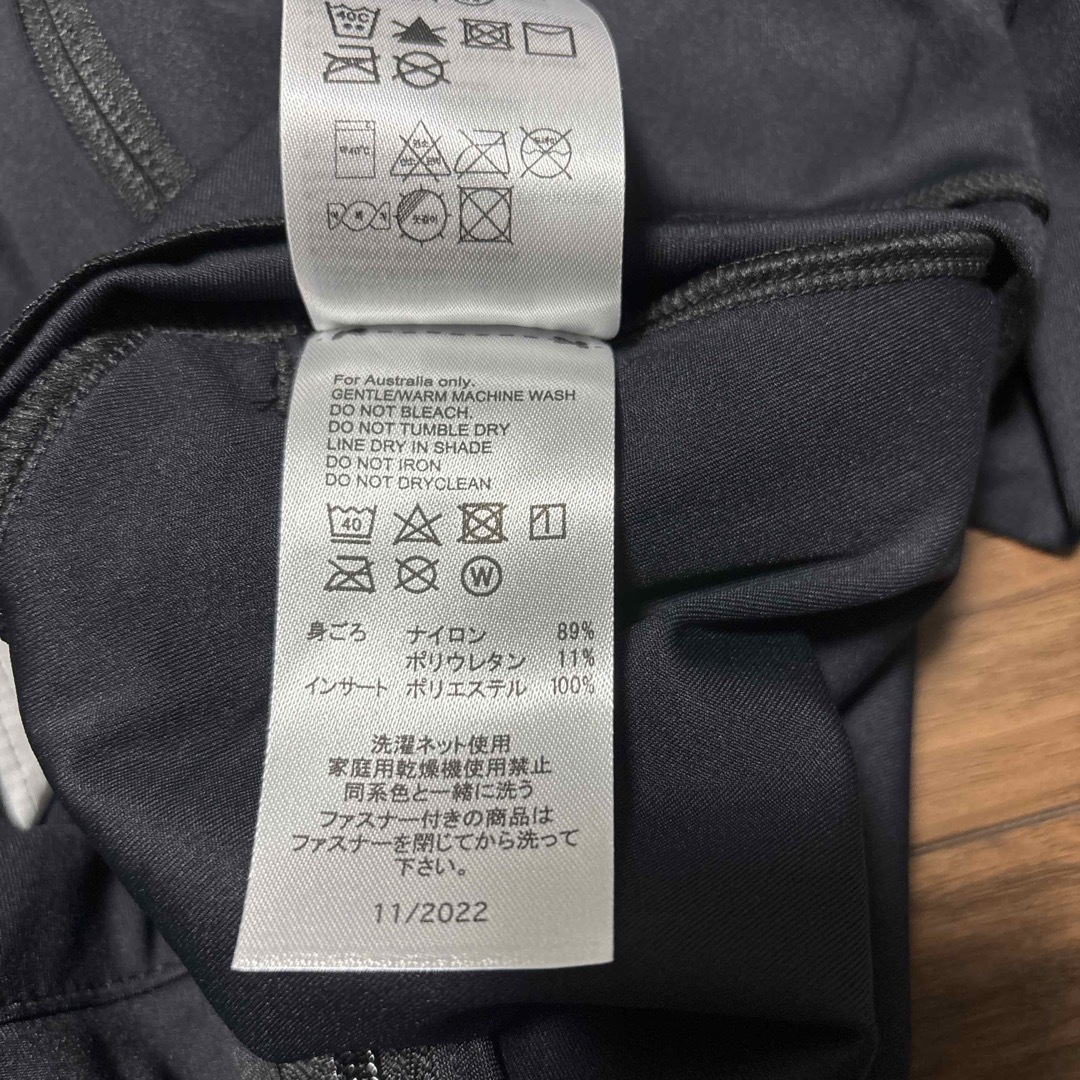 40C
For Australia only.
GENTLE/WARM MACHINE WASH
DO NOT BLEACH.
DO NOT TUMBLE DRY
LINE DRY IN SHADE
DO NOT IRON
DO NOT DRYCLEAN
40
W
身ごろ ナイロン 89%
ポリウレタン 11%
インサート ポリエステル 100%
洗濯ネット使用
家庭用乾燥機使用禁止
同系色と一緒に洗う
ファスナー付きの商品は
ファスナーを閉じてから洗って
下さい。
11/2022